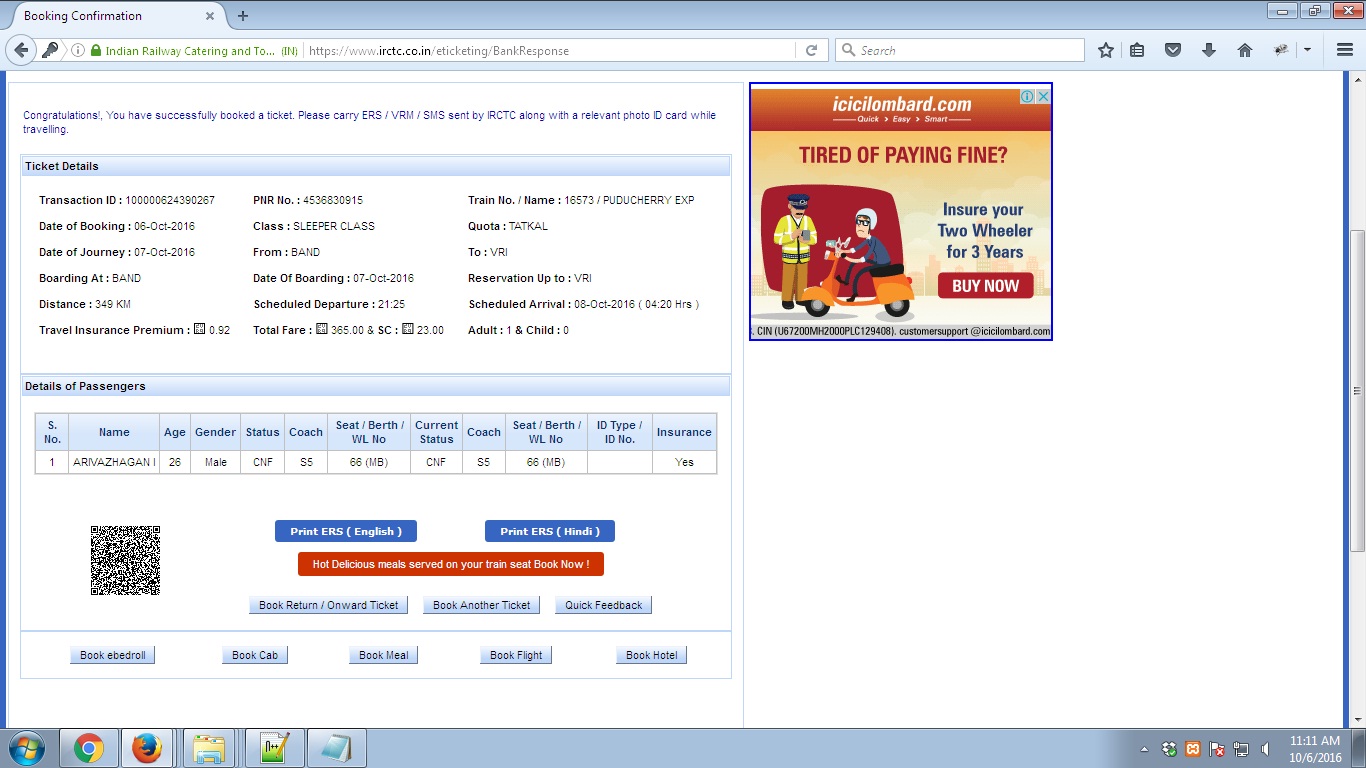 Booking Confirmation
Indian Railway Catering and To... (IN) https://www.irctc.co.in/eticketing/BankResponse Search
Congratulations!, You have successfully booked a ticket. Please carry ERS / VRM / SMS sent by IRCTC along with a relevant photo ID card while
travelling.
Ticket Details
Transaction ID : 100000624390267 PNR No. : 4536830915 Train No. / Name : 16573 / PUDUCHERRY EXP
Date of Booking : 06-Oct-2016 Class : SLEEPER CLASS Quota : TATKAL
Date of Journey : 07-Oct-2016 From : BAND To : VRI
Boarding At : BAND Date Of Boarding : 07-Oct-2016 Reservation Up to : VRI
Distance : 349 KM Scheduled Departure : 21:25 Scheduled Arrival : 08-Oct-2016 ( 04:20 Hrs )
Travel Insurance Premium : 0.92 Total Fare : 365.00 & SC : 23.00 Adult : 1 & Child : 0
Details of Passengers
S. No. Name Age Gender Status Coach Seat / Berth / WL No Current Status Coach Seat / Berth / WL No ID Type / ID No. Insurance
1 ARIVAZHAGAN I 26 Male CNF S5 66 (MB) CNF S5 66 (MB) Yes
Print ERS ( English ) Print ERS ( Hindi )
Hot Delicious meals served on your train seat Book Now !
Book Return / Onward Ticket Book Another Ticket Quick Feedback
Book ebedroll Book Cab Book Meal Book Flight Book Hotel
icicilombard.com
Quick > Easy > Smart
TIRED OF PAYING FINE?
Insure your
Two Wheeler
for 3 Years
BUY NOW
. CIN (U67200MH2000PLC129408). customersupport @icicilombard.com
11:11 AM
10/6/2016